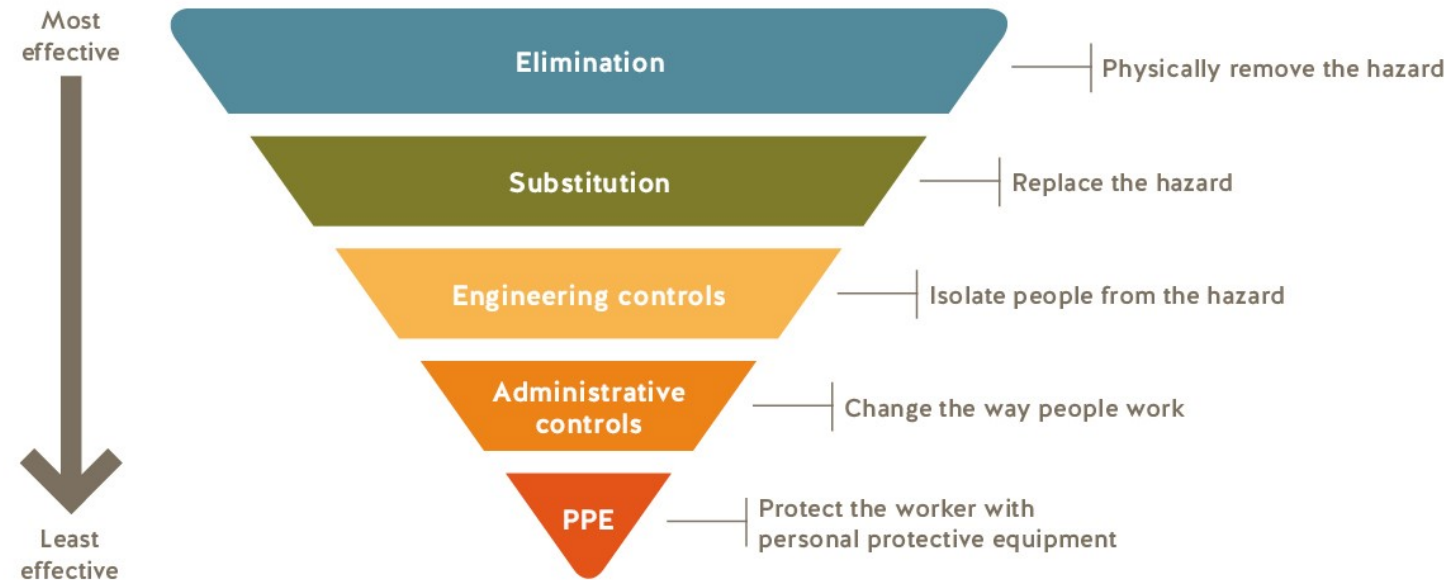 Most
effective
Elimination
Physically remove the hazard
Substitution
Replace the hazard
Engineering controls
Isolate people from the hazard
Administrative
controls
Change the way people work
PPE
Protect the worker with
personal protective equipment
Least
effective